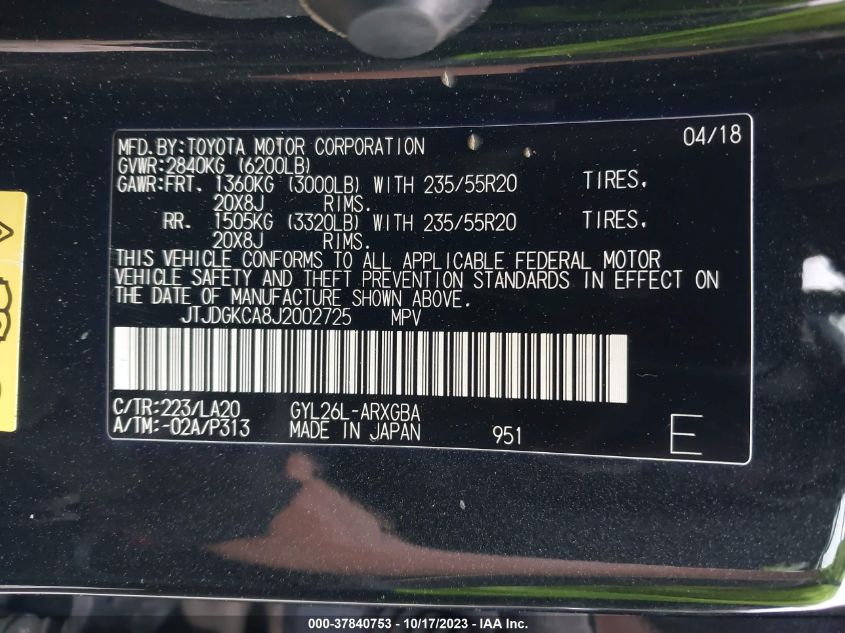 MFD.BY:TOYOTA MOTOR CORPORATION 04/18
GVWR:2840KG (6200LB)
GAWR:FRT. 1360KG (3000LB) WITH 235/55R20 TIRES,
20X8J RIMS.
RR. 1505KG (3320LB) WITH 235/55R20 TIRES,
20X8J RIMS.
THIS VEHICLE CONFORMS TO ALL APPLICABLE FEDERAL MOTOR
VEHICLE SAFETY AND THEFT PREVENTION STANDARDS IN EFFECT ON
THE DATE OF MANUFACTURE SHOWN ABOVE.
JTJDGKCA8J2002725 MPV
C/TR:223/LA20 GYL26L-ARXGBA
A/TM:-02A/P313 MADE IN JAPAN 951 E
000-37840753 - 10/17/2023 - IAA Inc.